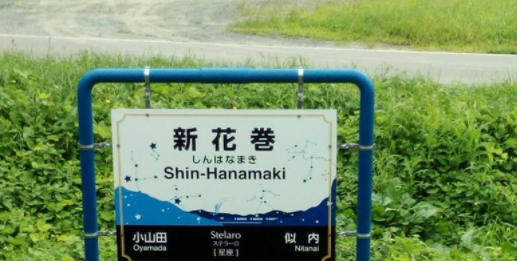 新花巻
しんはなまき
Shin-Hanamaki
小山田 Stelaro 似内
Oyamada ステラーロ Nitanai
[星座]